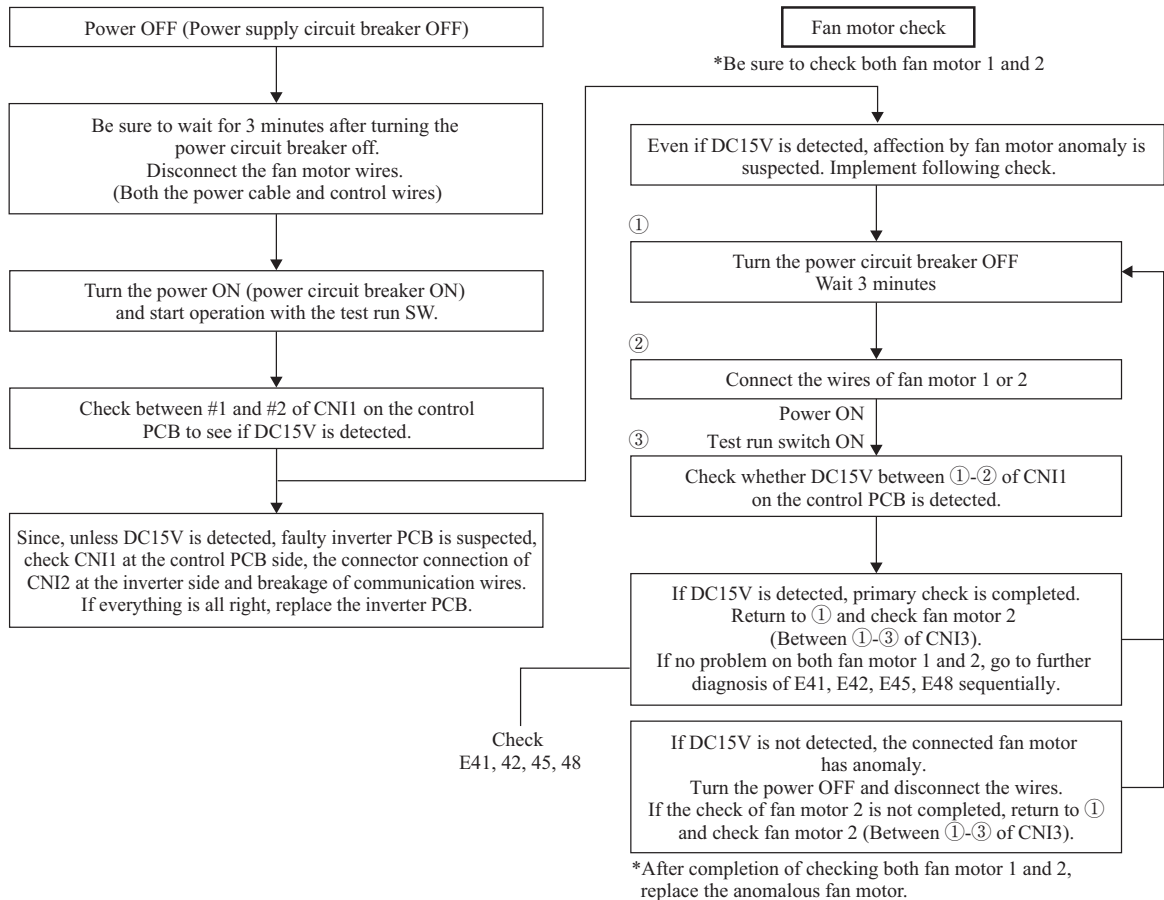 Power OFF (Power supply circuit breaker OFF)
Be sure to wait for 3 minutes after turning the
power circuit breaker off.
Disconnect the fan motor wires.
(Both the power cable and control wires)
Turn the power ON (power circuit breaker ON)
and start operation with the test run SW.
Check between #1 and #2 of CNI1 on the control
PCB to see if DC15V is detected.
Since, unless DC15V is detected, faulty inverter PCB is suspected,
check CNI1 at the control PCB side, the connector connection of
CNI2 at the inverter side and breakage of communication wires.
If everything is all right, replace the inverter PCB.
Fan motor check
*Be sure to check both fan motor 1 and 2
Even if DC15V is detected, affection by fan motor anomaly is
suspected. Implement following check.
①
Turn the power circuit breaker OFF
Wait 3 minutes
②
Connect the wires of fan motor 1 or 2
Power ON
Test run switch ON
③
Check whether DC15V between ①-② of CNI1
on the control PCB is detected.
If DC15V is detected, primary check is completed.
Return to ① and check fan motor 2
(Between ①-③ of CNI3).
If no problem on both fan motor 1 and 2, go to further
diagnosis of E41, E42, E45, E48 sequentially.
Check
E41, 42, 45, 48
If DC15V is not detected, the connected fan motor
has anomaly.
Turn the power OFF and disconnect the wires.
If the check of fan motor 2 is not completed, return to ①
and check fan motor 2 (Between ①-③ of CNI3).
*After completion of checking both fan motor 1 and 2,
replace the anomalous fan motor.